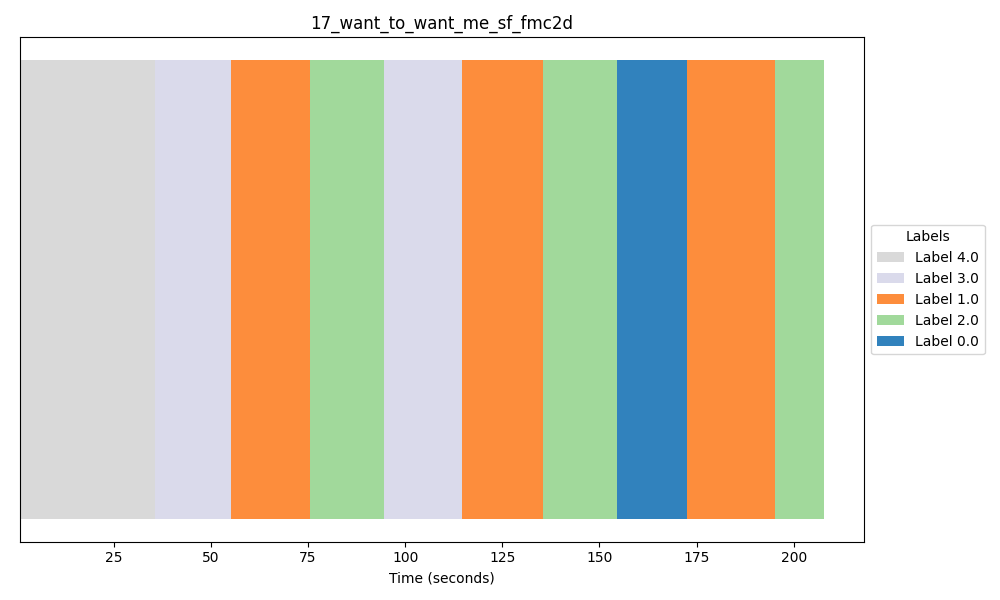 17_want_to_want_me_sf_fmc2d
Labels
Label 4.0
Label 3.0
Label 1.0
Label 2.0
Label 0.0
25 50 75 100 125 150 175 200
Time (seconds)